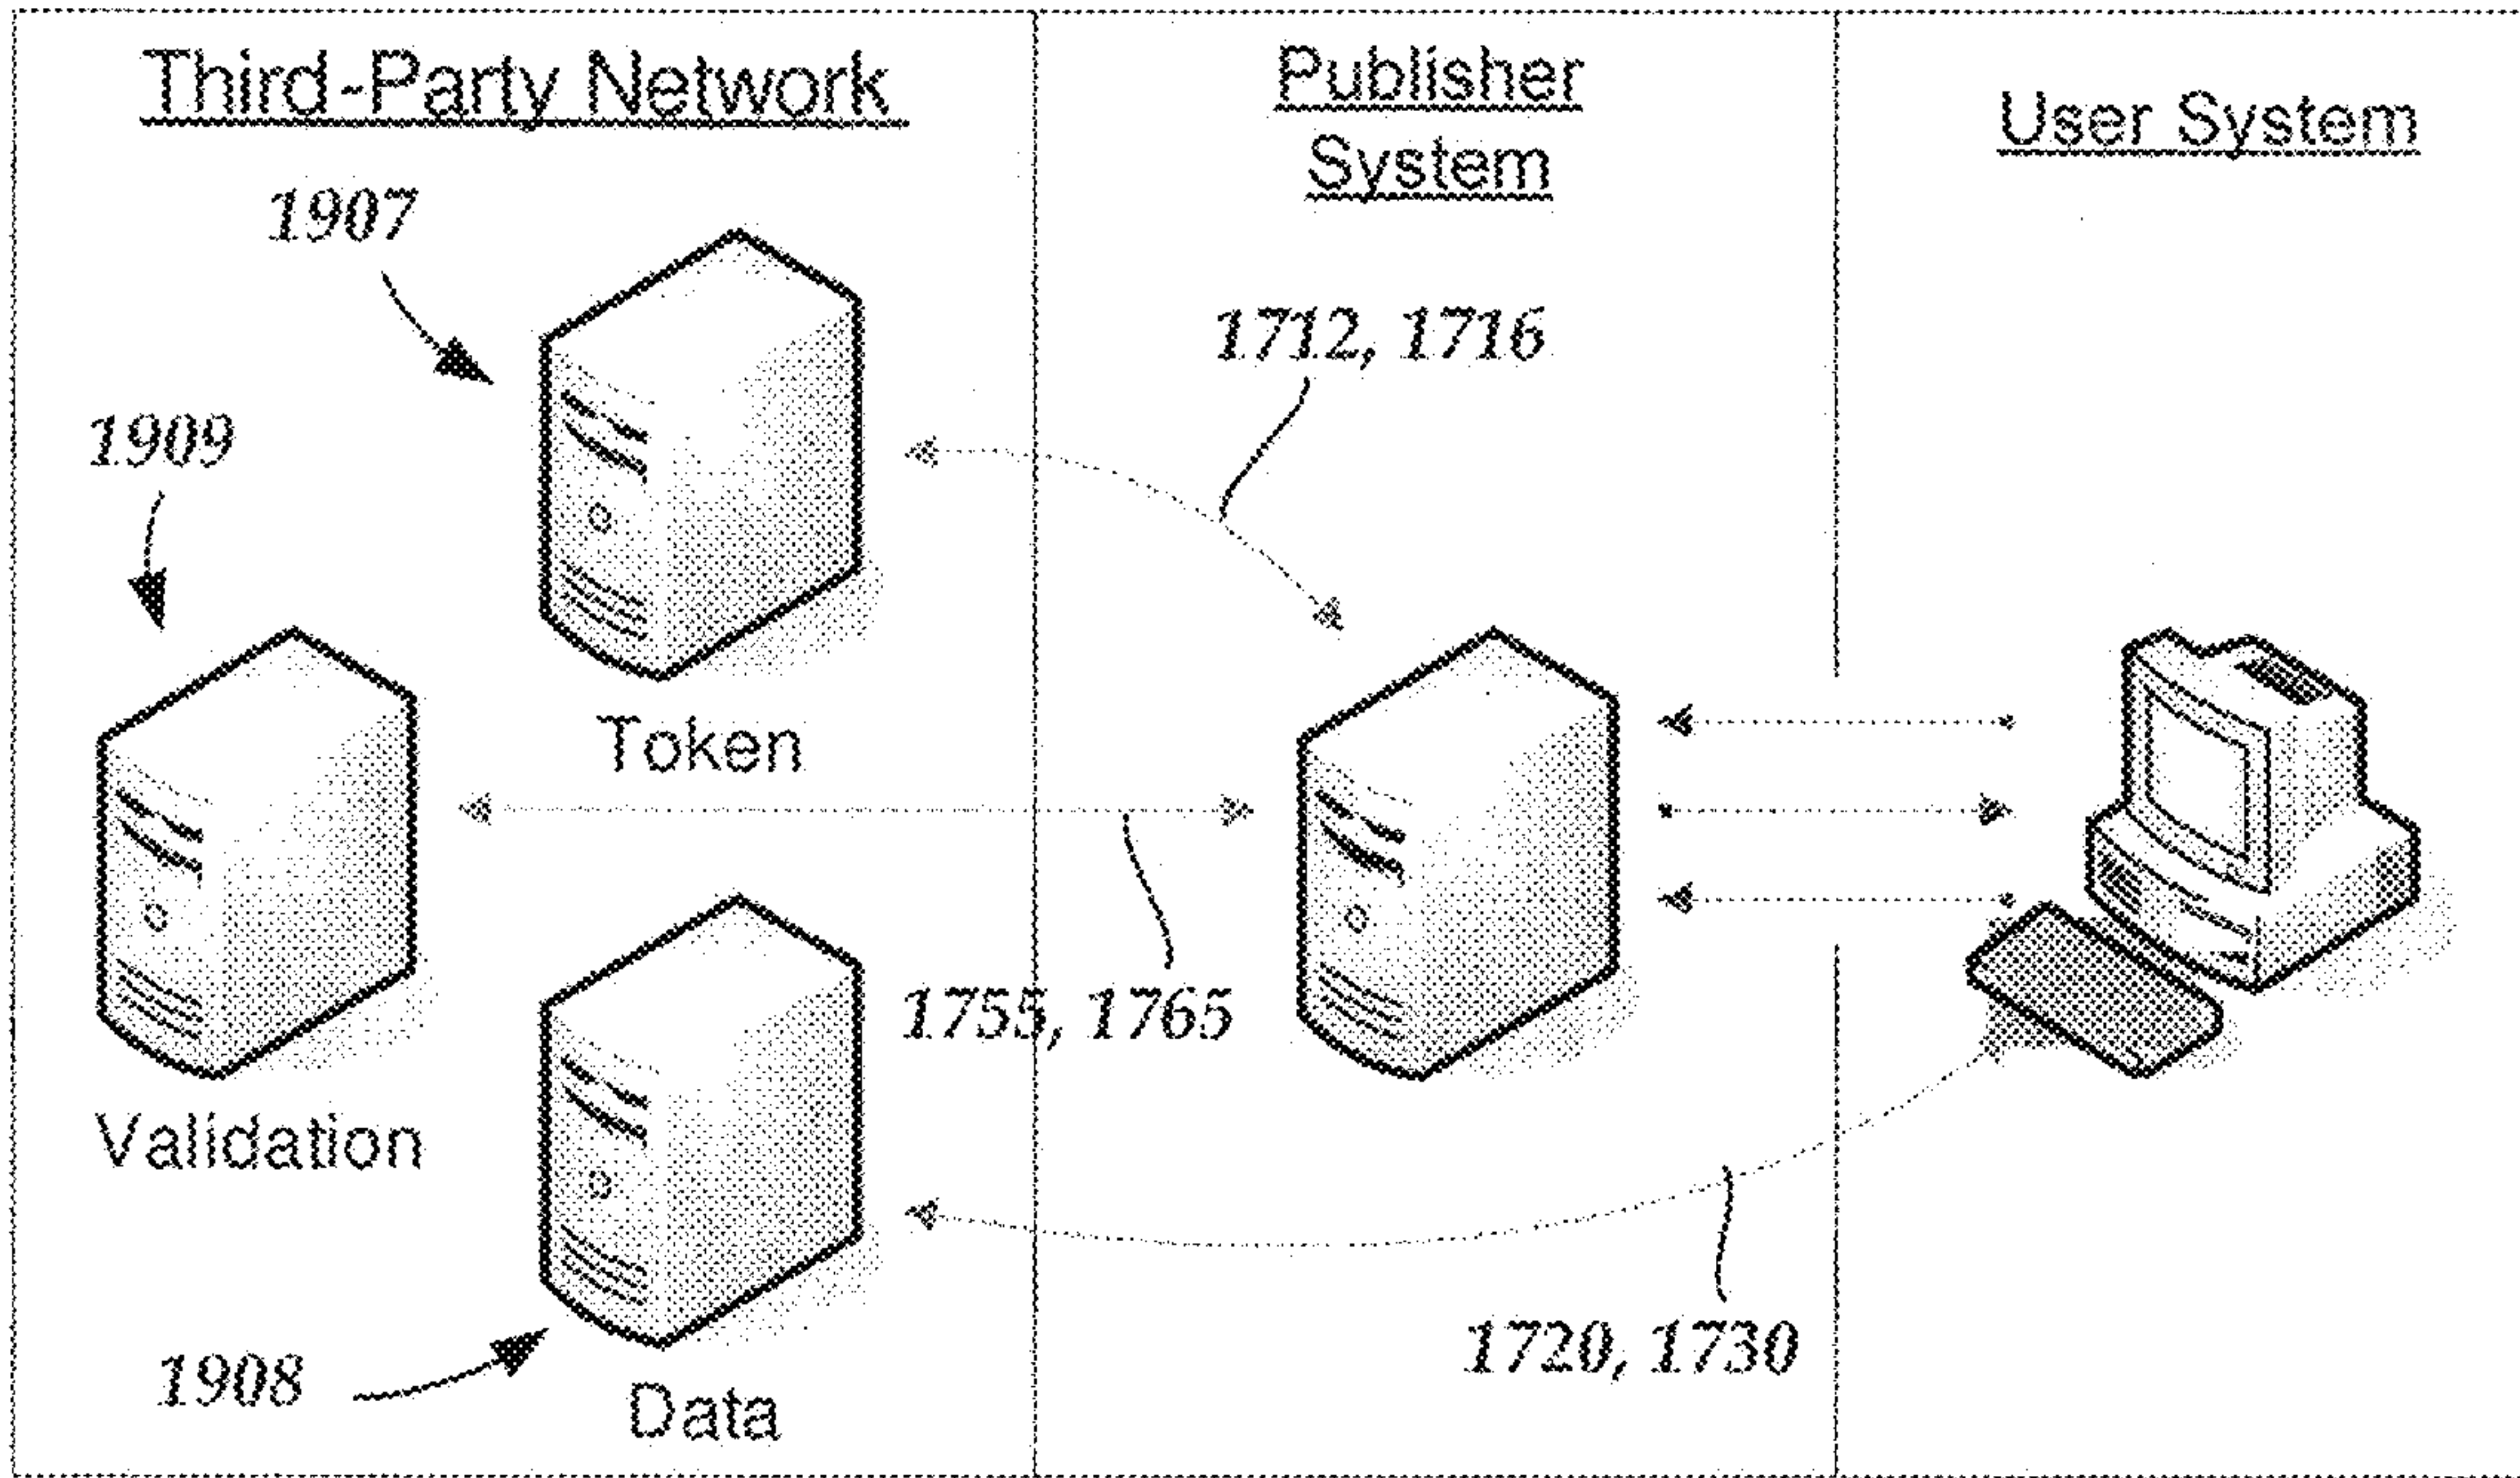 Third-Party Network
Publisher
System
User System
1907
1712, 1716
1909
Token
1755, 1765
Validation
1720, 1730
1908
Data